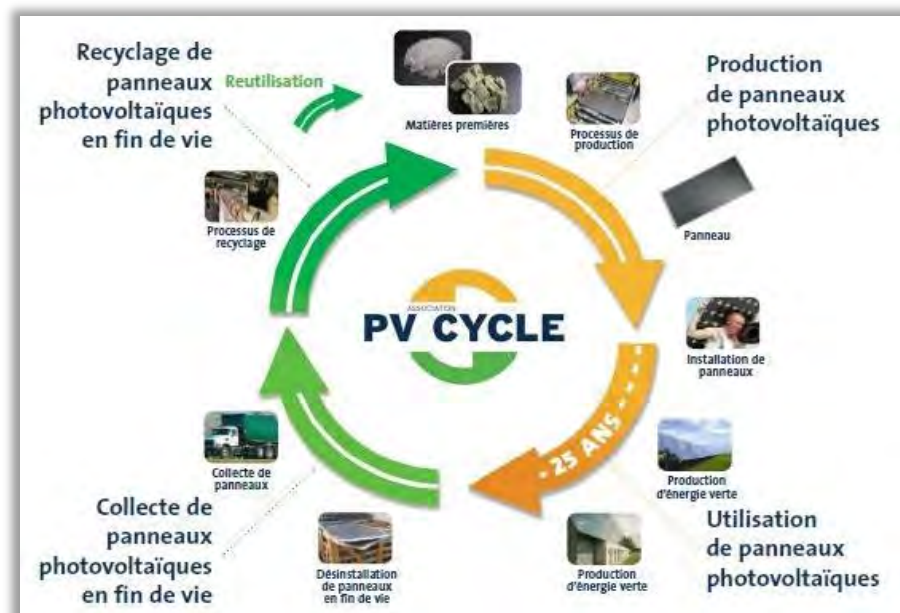 Recyclage de
panneaux
photovoltaïques
en fin de vie
Reutilisation
Matières premières
Processus de
production
Production
de panneaux
photovoltaïques
Panneau
Processus de
recyclage
ASSOCIATION
PV CYCLE
Installation de
panneaux
25 ANS
Production
d'énergie verte
Utilisation
de panneaux
photovoltaïques
Production
d'énergie verte
Désinstallation
de panneaux
en fin de vie
Collecte de
panneaux
Collecte de
panneaux
photovoltaïques
en fin de vie